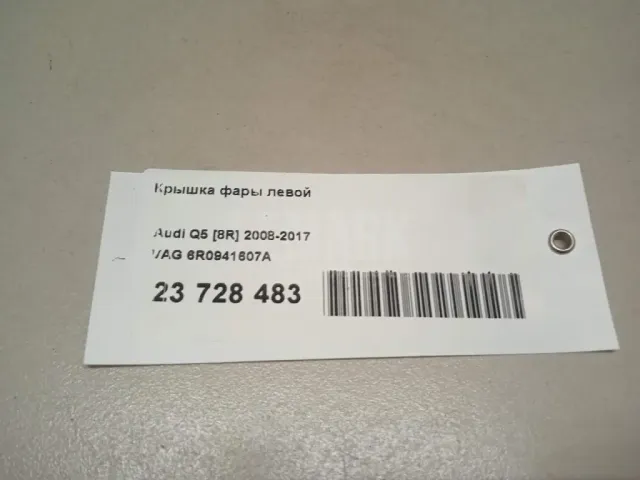 Крышка фары левой
Audi Q5 [8R] 2008-2017
VAG 6R0941607A
23 728 483